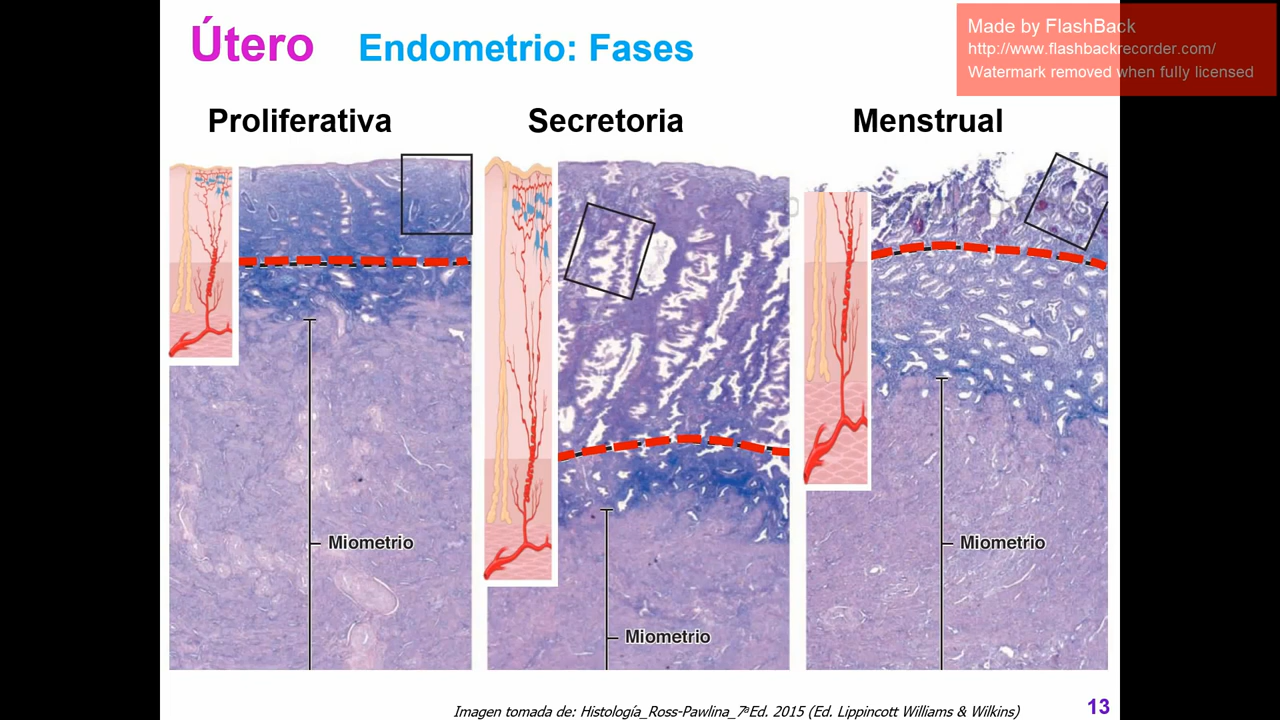 Útero Endometrio: Fases
Made by FlashBack
http://www.flashbackrecorder.com/
Watermark removed when fully licensed
Proliferativa Secretoria Menstrual
Miometrio
Miometrio
Miometrio
Imagen tomada de: Histología_Ross-Pawlina_7ªEd. 2015 (Ed. Lippincott Williams & Wilkins)
13